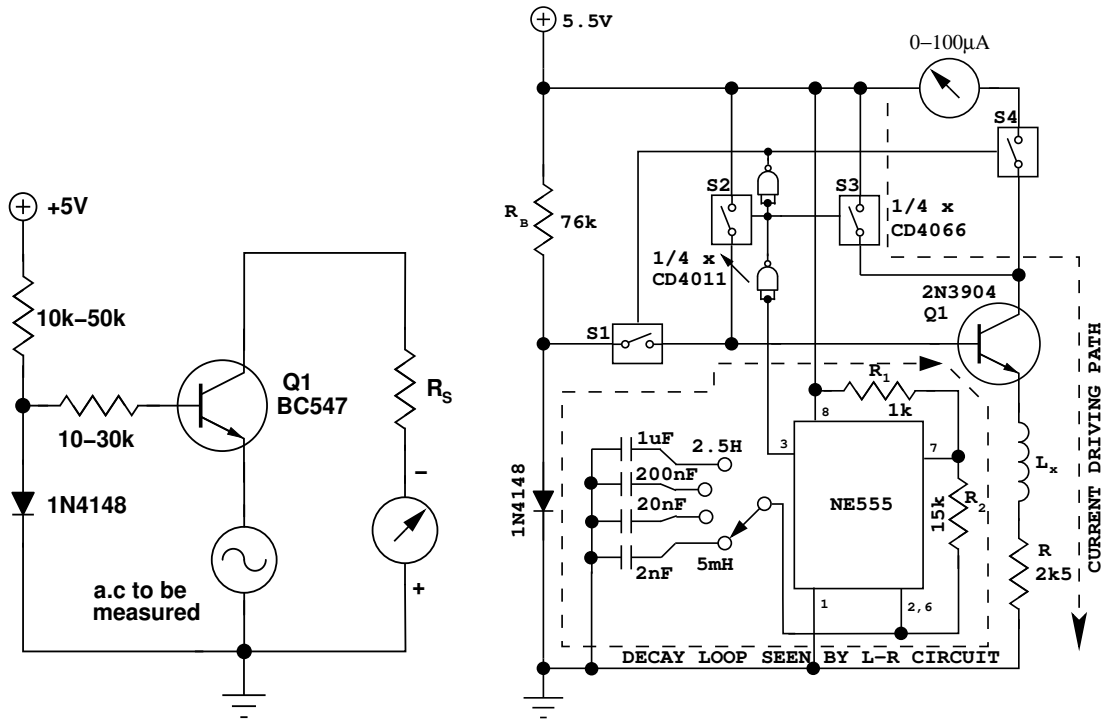 +5V
10k–50k
10–30k
Q1
BC547
R_S
1N4148
a.c to be
measured
–
+
5.5V
0–100µA
S4
R_B
76k
S2
S3
1/4 x
CD4066
1/4 x
CD4011
2N3904
Q1
S1
R_1
1k
8
3
7
1uF
2.5H
200nF
20nF
2nF
5mH
1N4148
NE555
15k
R_2
L_x
R
2k5
1
2,6
DECAY LOOP SEEN BY L–R CIRCUIT
CURRENT DRIVING PATH